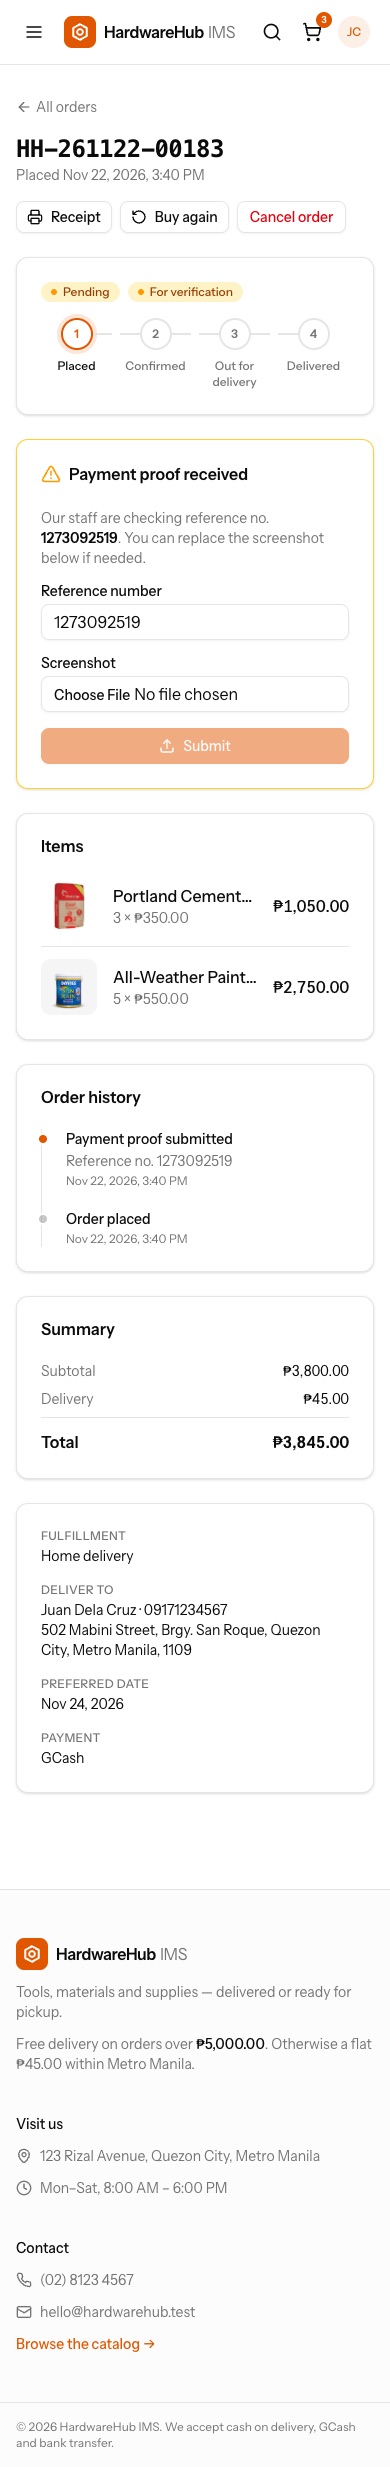 HardwareHub IMS
3
JC
← All orders
HH-261122-00183
Placed Nov 22, 2026, 3:40 PM
Receipt
Buy again
Cancel order
Pending
For verification
1
2
3
4
Placed
Confirmed
Out for
delivery
Delivered
Payment proof received
Our staff are checking reference no.
1273092519. You can replace the screenshot
below if needed.
Reference number
1273092519
Screenshot
Choose File No file chosen
Submit
Items
Portland Cement...
₱1,050.00
3 × ₱350.00
All-Weather Paint...
₱2,750.00
5 × ₱550.00
Order history
Payment proof submitted
Reference no. 1273092519
Nov 22, 2026, 3:40 PM
Order placed
Nov 22, 2026, 3:40 PM
Summary
Subtotal ₱3,800.00
Delivery ₱45.00
Total ₱3,845.00
FULFILLMENT
Home delivery
DELIVER TO
Juan Dela Cruz · 09171234567
502 Mabini Street, Brgy. San Roque, Quezon
City, Metro Manila, 1109
PREFERRED DATE
Nov 24, 2026
PAYMENT
GCash
HardwareHub IMS
Tools, materials and supplies — delivered or ready for
pickup.
Free delivery on orders over ₱5,000.00. Otherwise a flat
₱45.00 within Metro Manila.
Visit us
123 Rizal Avenue, Quezon City, Metro Manila
Mon–Sat, 8:00 AM – 6:00 PM
Contact
(02) 8123 4567
hello@hardwarehub.test
Browse the catalog →
© 2026 HardwareHub IMS. We accept cash on delivery, GCash
and bank transfer.